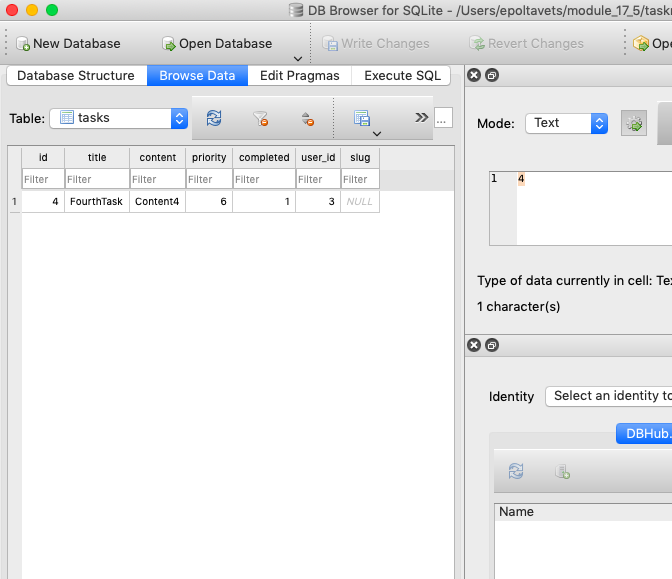 DB Browser for SQLite - /Users/epoltavets/module_17_5/task
New Database Open Database Write Changes Revert Changes Ope
Database Structure Browse Data Edit Pragmas Execute SQL
Table: tasks » ...
Mode: Text
id title content priority completed user_id slug
Filter Filter Filter Filter Filter Filter Filter
1 4 FourthTask Content4 6 1 3 NULL
1 4
Type of data currently in cell: Te
1 character(s)
Identity Select an identity to
DBHub.
Name